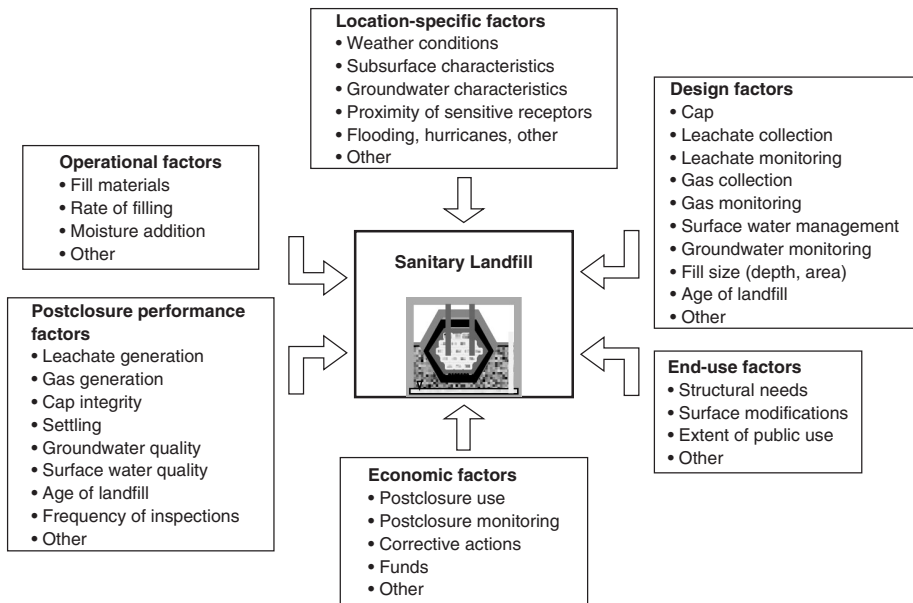 Location-specific factors
• Weather conditions
• Subsurface characteristics
• Groundwater characteristics
• Proximity of sensitive receptors
• Flooding, hurricanes, other
• Other
Operational factors
• Fill materials
• Rate of filling
• Moisture addition
• Other
Design factors
• Cap
• Leachate collection
• Leachate monitoring
• Gas collection
• Gas monitoring
• Surface water management
• Groundwater monitoring
• Fill size (depth, area)
• Age of landfill
• Other
Sanitary Landfill
Postclosure performance
factors
• Leachate generation
• Gas generation
• Cap integrity
• Settling
• Groundwater quality
• Surface water quality
• Age of landfill
• Frequency of inspections
• Other
End-use factors
• Structural needs
• Surface modifications
• Extent of public use
• Other
Economic factors
• Postclosure use
• Postclosure monitoring
• Corrective actions
• Funds
• Other